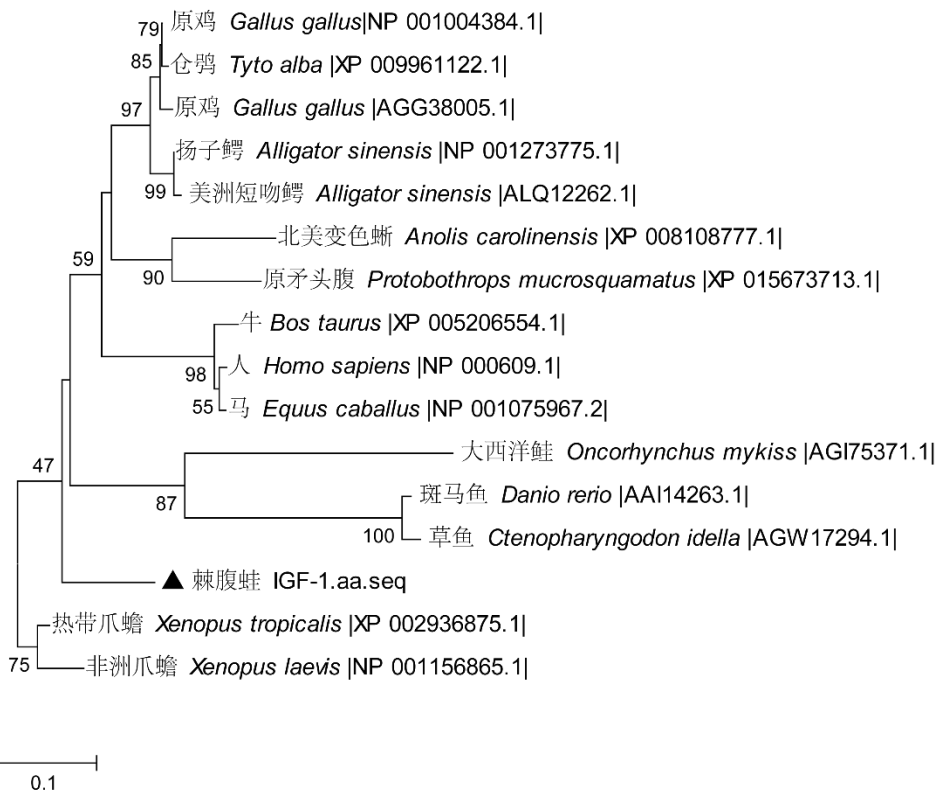 79 原鸡 Gallus gallus|NP 001004384.1|
85 仓鸮 Tyto alba |XP 009961122.1|
97 原鸡 Gallus gallus |AGG38005.1|
扬子鳄 Alligator sinensis |NP 001273775.1|
99 美洲短吻鳄 Alligator sinensis |ALQ12262.1|
北美变色蜥 Anolis carolinensis |XP 008108777.1|
59
90 原矛头腹 Protobothrops mucrosquamatus |XP 015673713.1|
牛 Bos taurus |XP 005206554.1|
98 人 Homo sapiens |NP 000609.1|
55 马 Equus caballus |NP 001075967.2|
大西洋鲑 Oncorhynchus mykiss |AGI75371.1|
47
87 斑马鱼 Danio rerio |AAI14263.1|
100 草鱼 Ctenopharyngodon idella |AGW17294.1|
▲ 棘腹蛙 IGF-1.aa.seq
热带爪蟾 Xenopus tropicalis |XP 002936875.1|
75 非洲爪蟾 Xenopus laevis |NP 001156865.1|
0.1